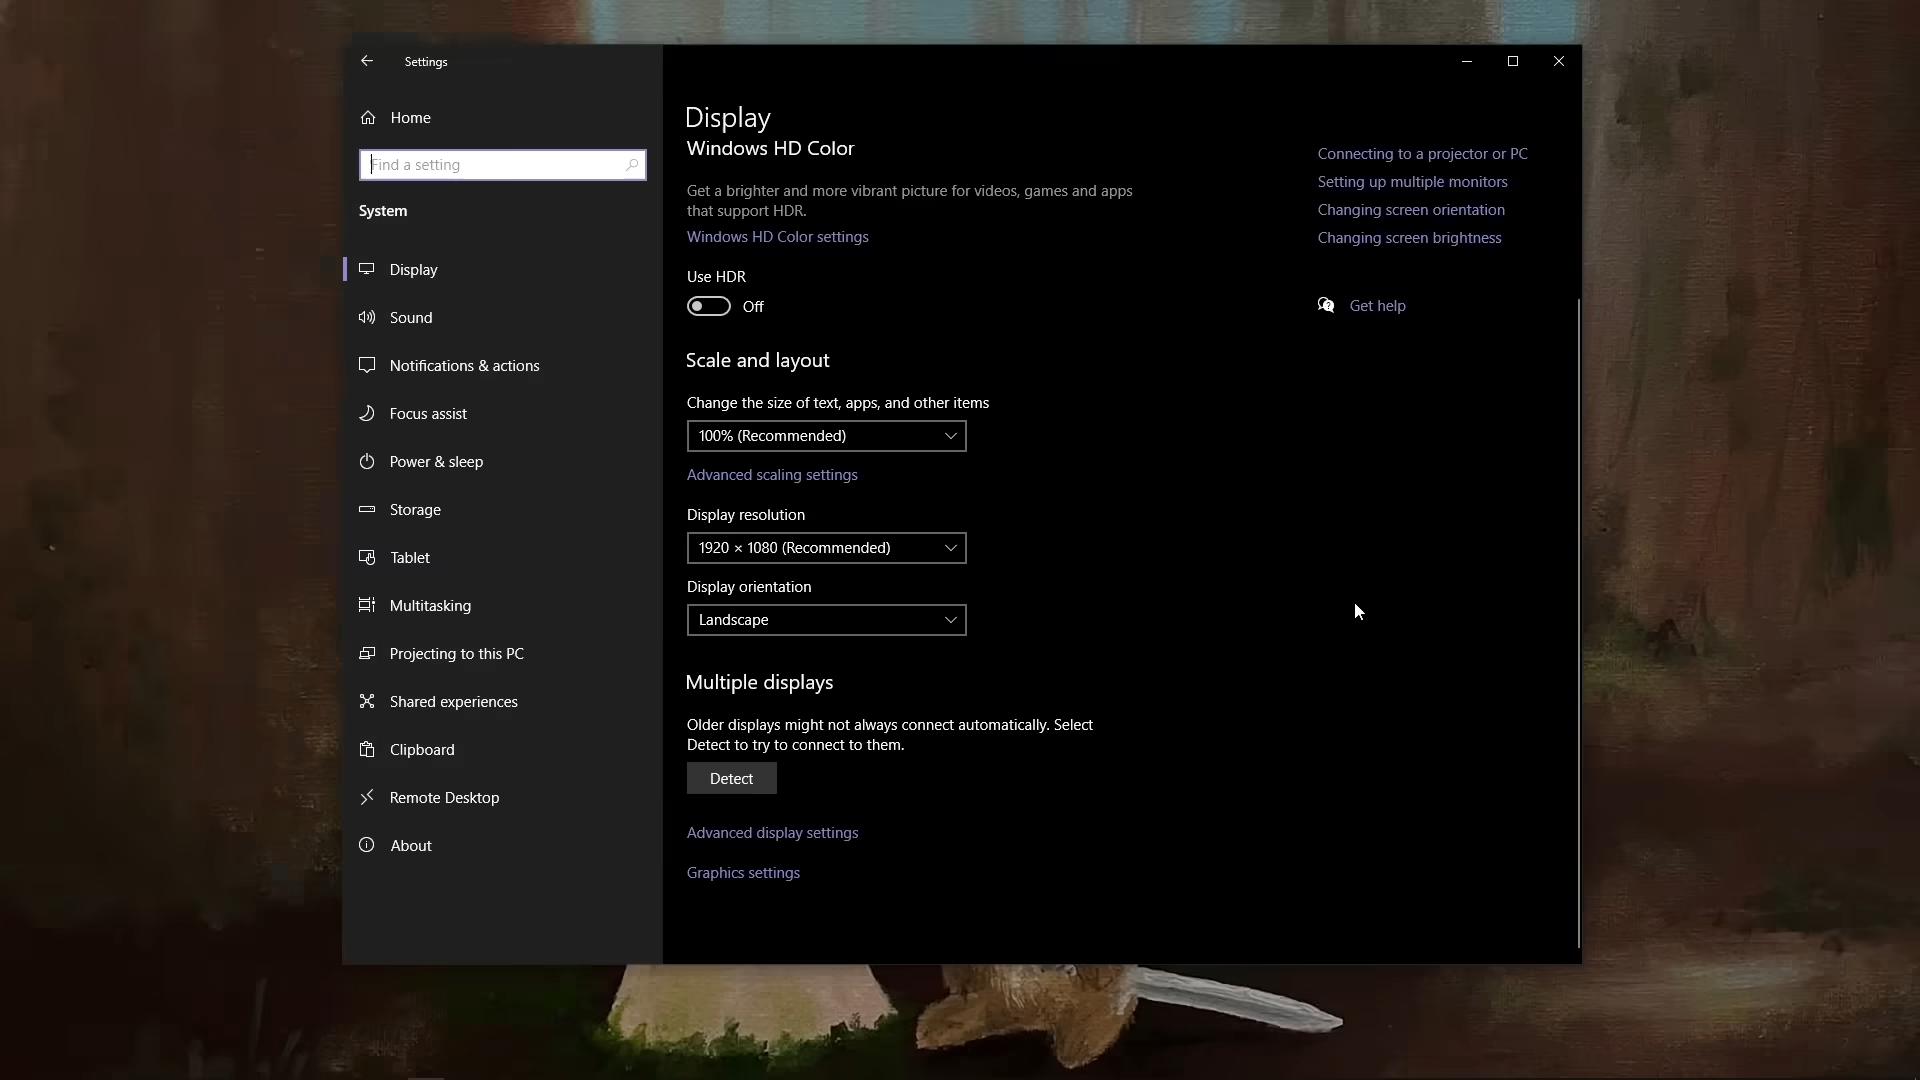 Settings
Home
Find a setting
System
Display
Sound
Notifications & actions
Focus assist
Power & sleep
Storage
Tablet
Multitasking
Projecting to this PC
Shared experiences
Clipboard
Remote Desktop
About
Display
Windows HD Color
Get a brighter and more vibrant picture for videos, games and apps
that support HDR.
Windows HD Color settings
Use HDR
Off
Scale and layout
Change the size of text, apps, and other items
100% (Recommended)
Advanced scaling settings
Display resolution
1920 × 1080 (Recommended)
Display orientation
Landscape
Multiple displays
Older displays might not always connect automatically. Select
Detect to try to connect to them.
Detect
Advanced display settings
Graphics settings
Connecting to a projector or PC
Setting up multiple monitors
Changing screen orientation
Changing screen brightness
Get help